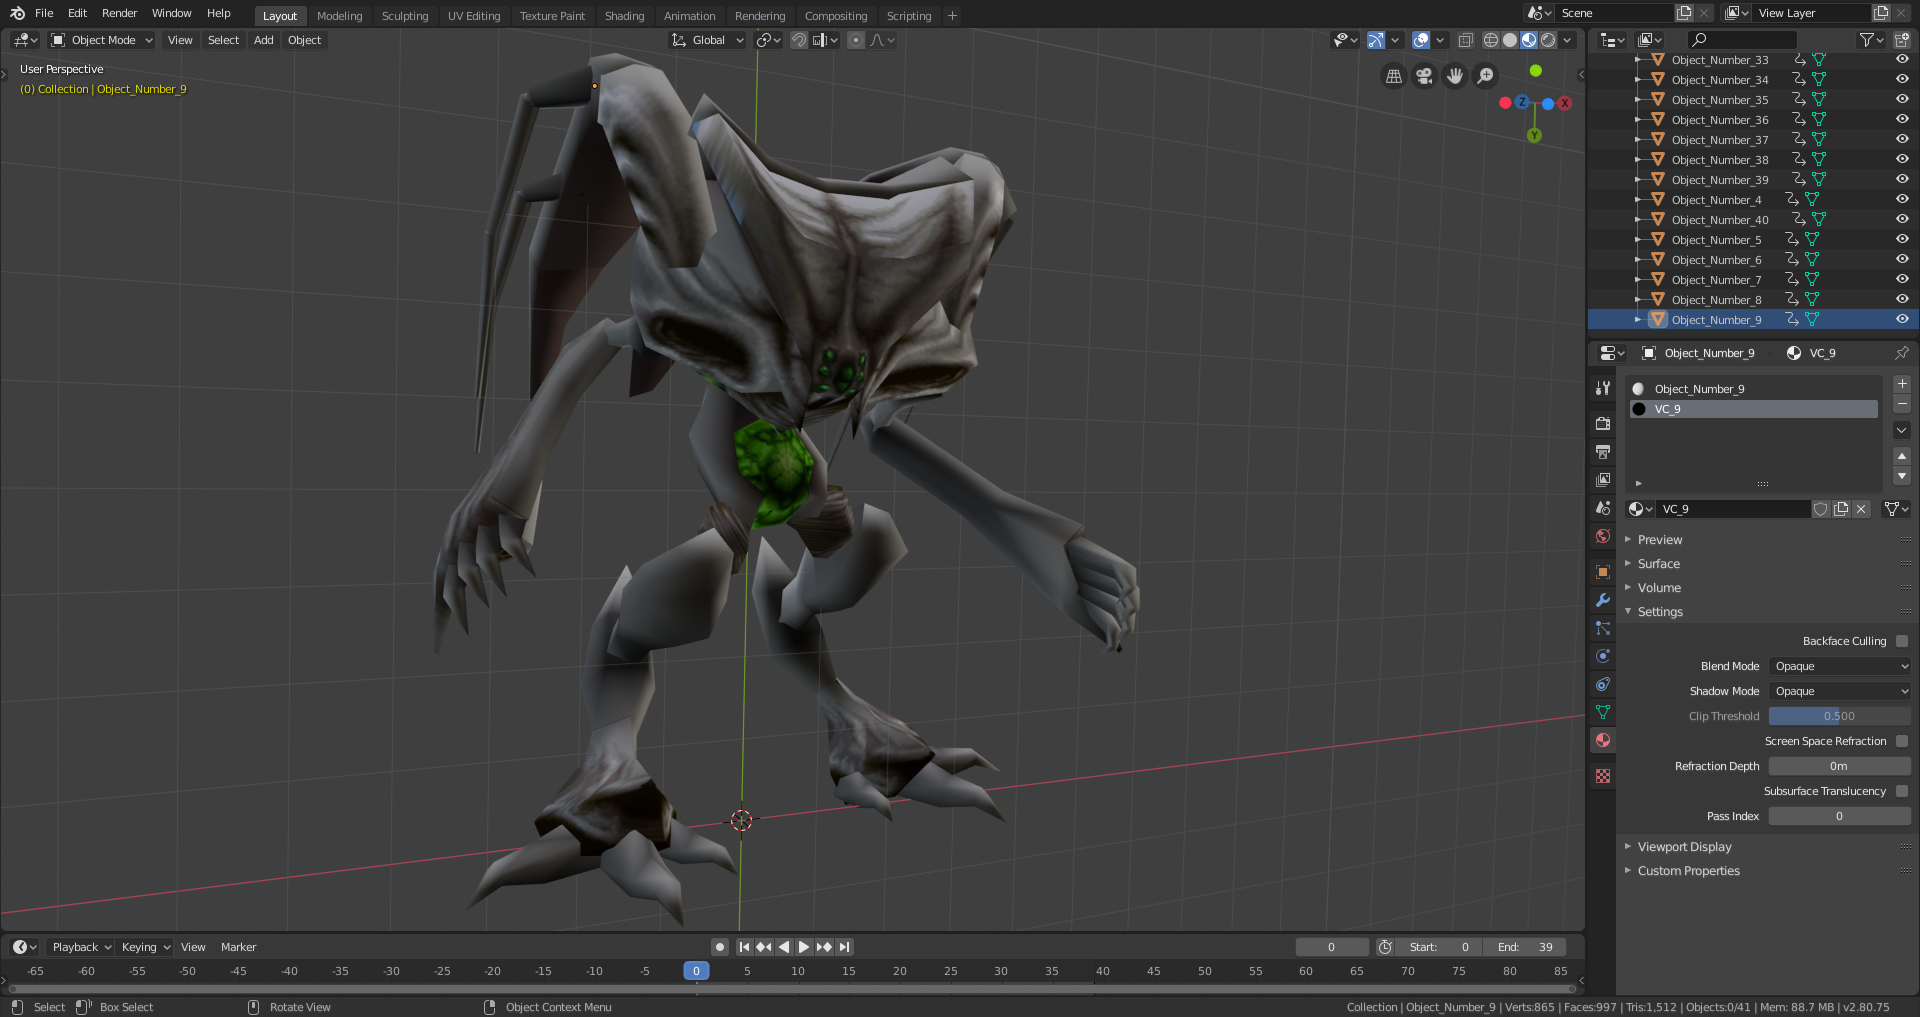 File Edit Render Window Help Layout Modeling Sculpting UV Editing Texture Paint Shading Animation Rendering Compositing Scripting + Scene View Layer
Object Mode View Select Add Object Global
User Perspective
(0) Collection | Object_Number_9
Z X
Y
Object_Number_33
Object_Number_34
Object_Number_35
Object_Number_36
Object_Number_37
Object_Number_38
Object_Number_39
Object_Number_4
Object_Number_40
Object_Number_5
Object_Number_6
Object_Number_7
Object_Number_8
Object_Number_9
Object_Number_9 VC_9
Object_Number_9
VC_9
VC_9
Preview
Surface
Volume
Settings
Backface Culling
Blend Mode Opaque
Shadow Mode Opaque
Clip Threshold 0.500
Screen Space Refraction
Refraction Depth 0m
Subsurface Translucency
Pass Index 0
Viewport Display
Custom Properties
Playback Keying View Marker 0 Start: 0 End: 39
-65 -60 -55 -50 -45 -40 -35 -30 -25 -20 -15 -10 -5 0 5 10 15 20 25 30 35 40 45 50 55 60 65 70 75 80 85
Select Box Select Rotate View Object Context Menu Collection | Object_Number_9 | Verts:865 | Faces:997 | Tris:1,512 | Objects:0/41 | Mem: 88.7 MB | v2.80.75